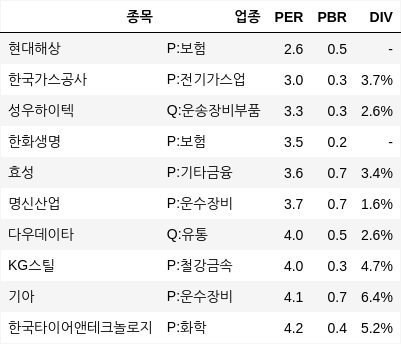 종목 업종 PER PBR DIV
현대해상 P:보험 2.6 0.5 -
한국가스공사 P:전기가스업 3.0 0.3 3.7%
성우하이텍 Q:운송장비부품 3.3 0.3 2.6%
한화생명 P:보험 3.5 0.2 -
효성 P:기타금융 3.6 0.7 3.4%
명신산업 P:운수장비 3.7 0.7 1.6%
다우데이타 Q:유통 4.0 0.5 2.6%
KG스틸 P:철강금속 4.0 0.3 4.7%
기아 P:운수장비 4.1 0.7 6.4%
한국타이어앤테크놀로지 P:화학 4.2 0.4 5.2%